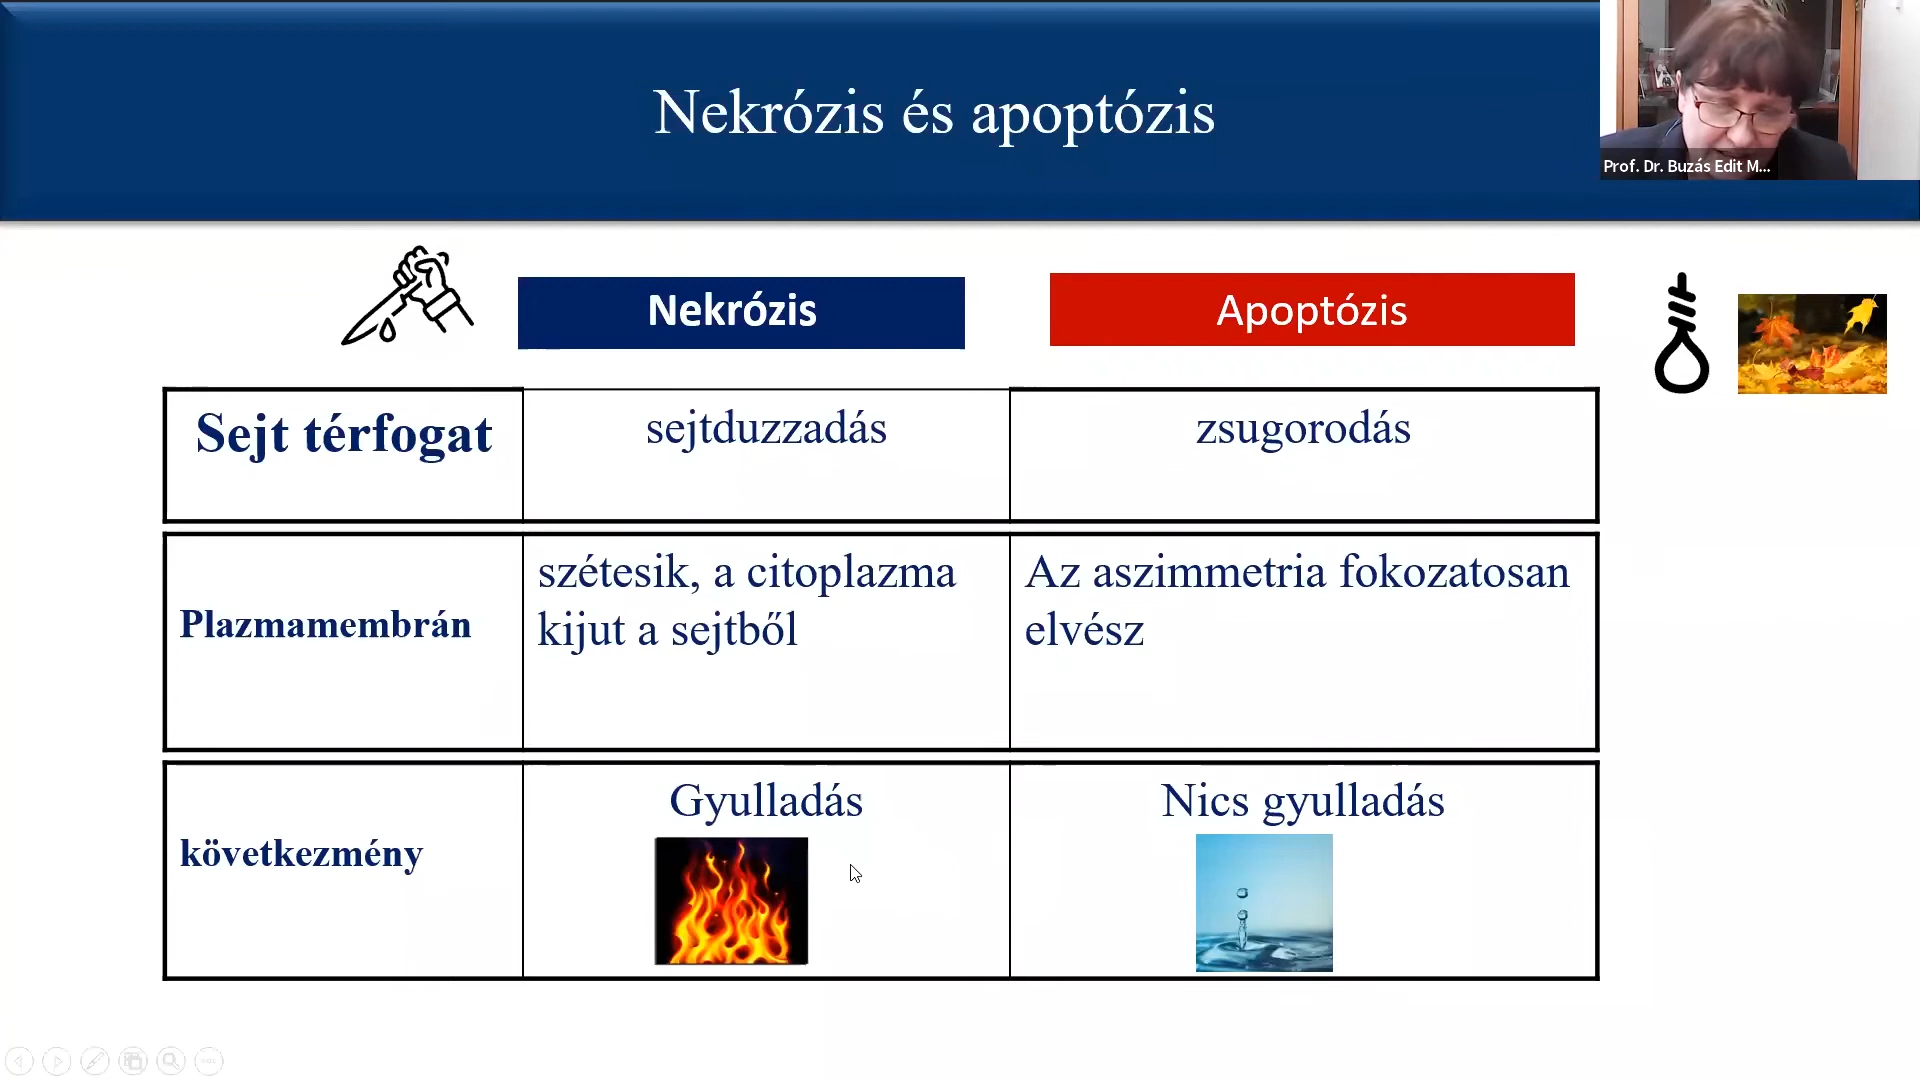 Nekrózis és apoptózis
Prof. Dr. Buzás Edit M...
Nekrózis
Apoptózis
Sejt térfogat
sejtduzzadás
zsugorodás
Plazmamembrán
szétesik, a citoplazma
kijut a sejtből
Az aszimmetria fokozatosan
elvész
következmény
Gyulladás
Nics gyulladás